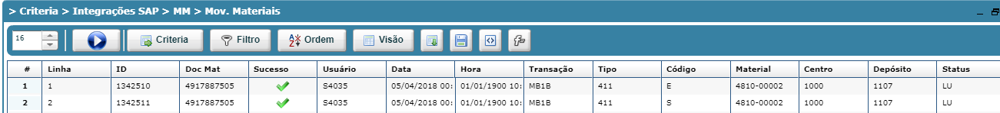 > Criteria > Integrações SAP > MM > Mov. Materiais
16 Criteria Filtro Ordem Visão
# Linha ID Doc Mat Sucesso Usuário Data Hora Transação Tipo Código Material Centro Depósito Status
1 1 1342510 4917887505 S4035 05/04/2018 00: 01/01/1900 10: MB1B 411 E 4810-00002 1000 1107 LU
2 2 1342511 4917887505 S4035 05/04/2018 00: 01/01/1900 10: MB1B 411 S 4810-00002 1000 1107 LU